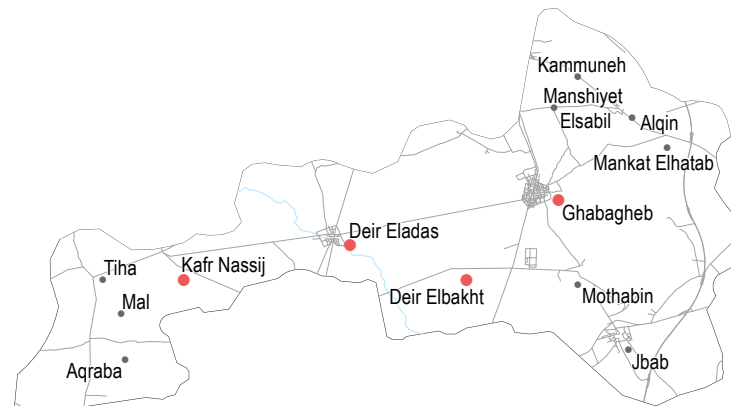 Kammuneh
Manshiyet
Elsabil
Alqin
Mankat Elhatab
Ghabagheb
Deir Eladas
Tiha
Kafr Nassij
Mal
Deir Elbakht
Mothabin
Aqraba
Jbab